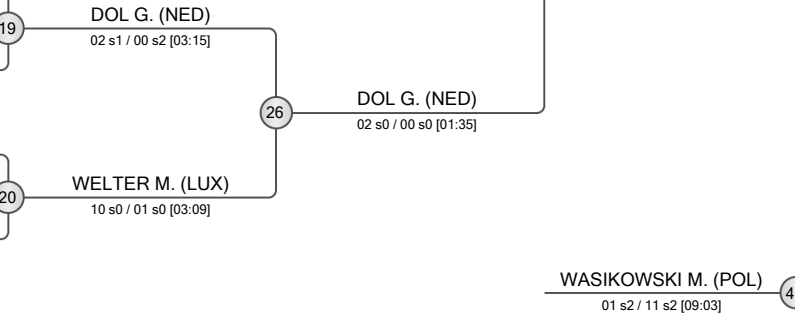 19
DOL G. (NED)
02 s1 / 00 s2 [03:15]
26
DOL G. (NED)
02 s0 / 00 s0 [01:35]
20
WELTER M. (LUX)
10 s0 / 01 s0 [03:09]
WASIKOWSKI M. (POL)
01 s2 / 11 s2 [09:03]